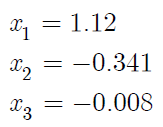 x₁ = 1.12
x₂ = −0.341
x₃ = −0.008